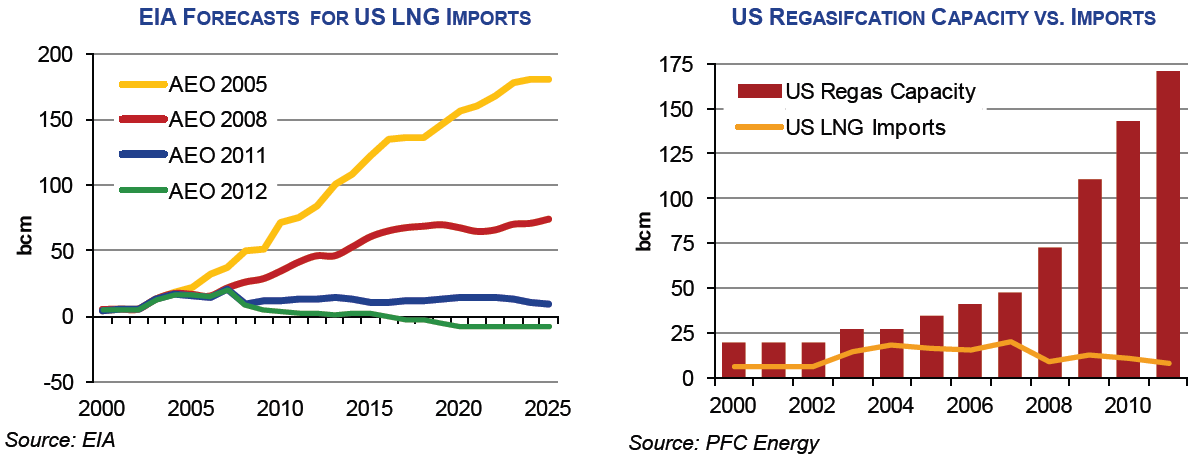 EIA FORECASTS FOR US LNG IMPORTS
200
150
100
50
0
-50
bcm
AEO 2005
AEO 2008
AEO 2011
AEO 2012
2000 2005 2010 2015 2020 2025
Source: EIA
US REGASIFCATION CAPACITY VS. IMPORTS
175
150
125
100
75
50
25
0
bcm
US Regas Capacity
US LNG Imports
2000 2002 2004 2006 2008 2010
Source: PFC Energy